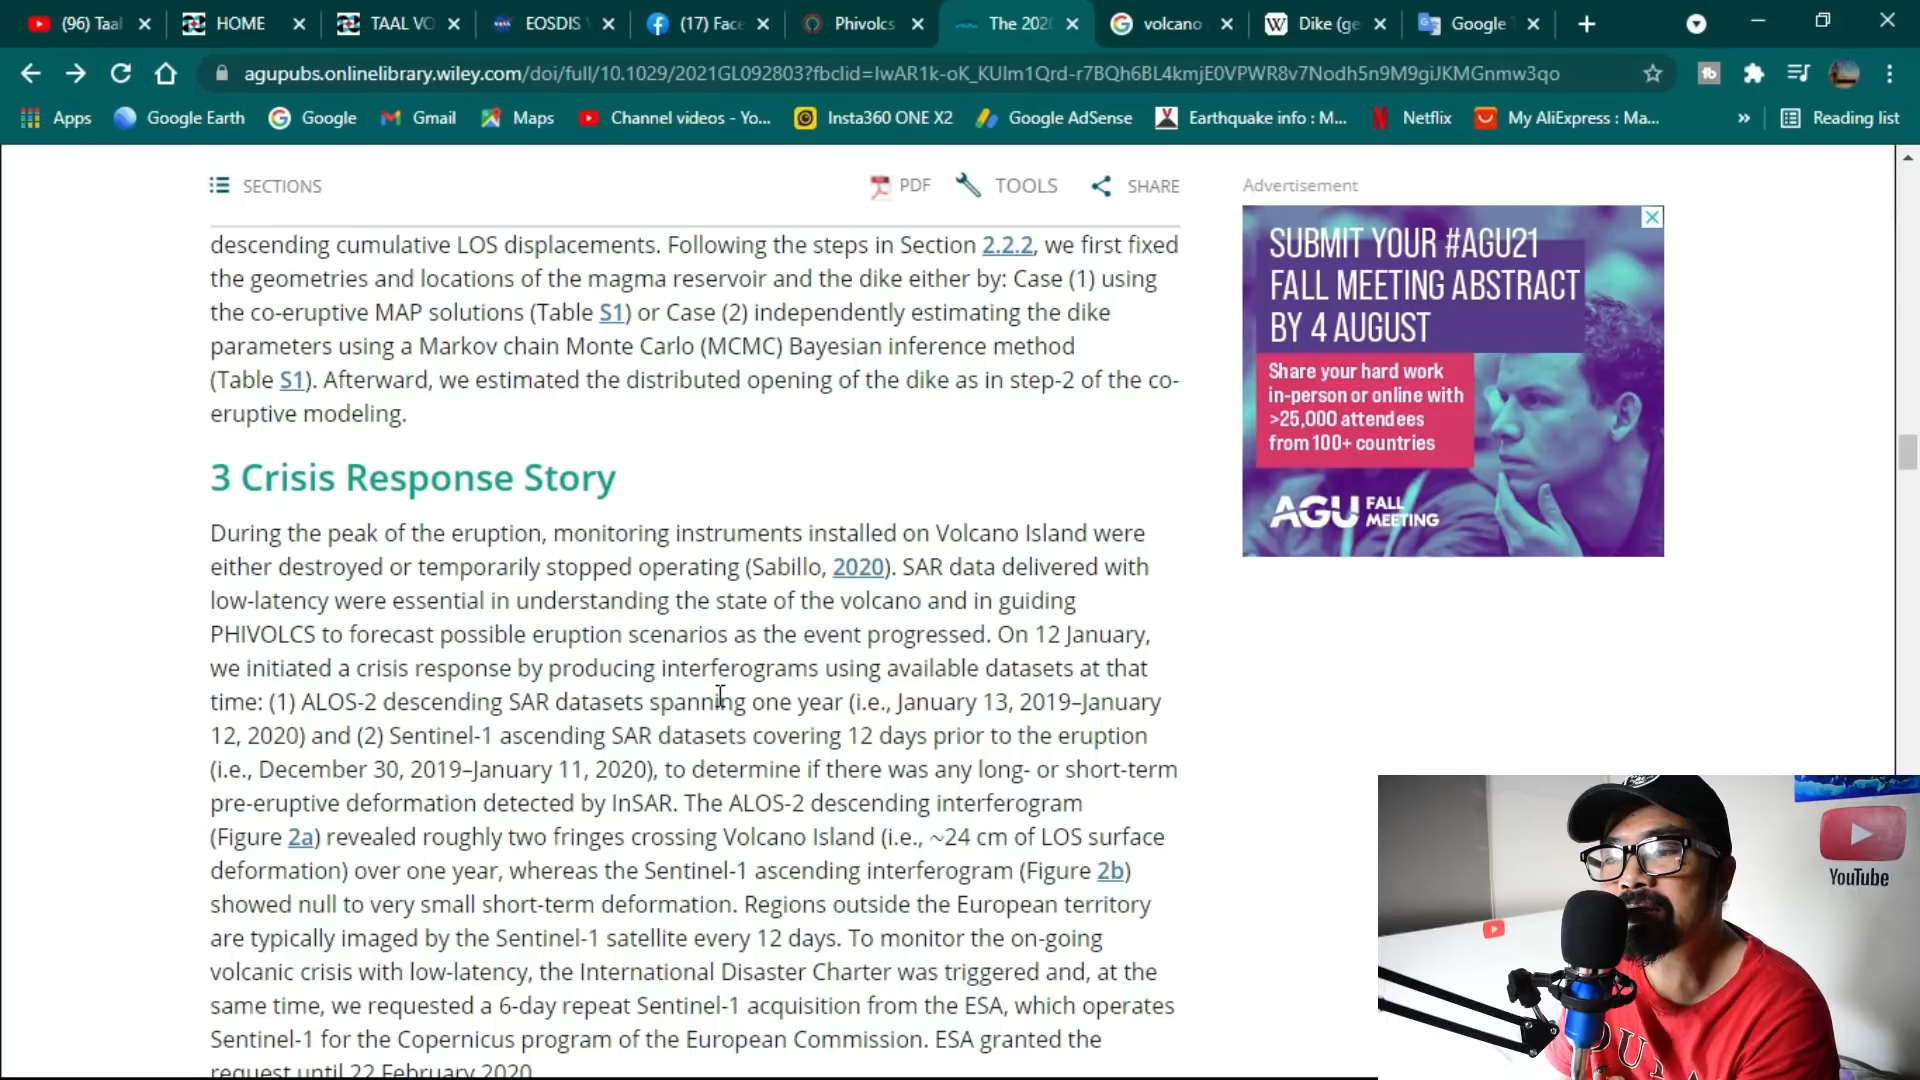 (96) Taal
HOME
TAAL VO
EOSDIS
(17) Face
Phivolcs
The 2020
volcano
Dike (ge
Google T
agupubs.onlinelibrary.wiley.com/doi/full/10.1029/2021GL092803?fbclid=IwAR1k-oK_KUlm1Qrd-r7BQh6BL4kmjE0VPWR8v7Nodh5n9M9giJKMGnmw3qo
Apps
Google Earth
Google
Gmail
Maps
Channel videos - Yo...
Insta360 ONE X2
Google AdSense
Earthquake info : M...
Netflix
My AliExpress : Ma...
»
Reading list
SECTIONS
PDF
TOOLS
SHARE
descending cumulative LOS displacements. Following the steps in Section 2.2.2, we first fixed
the geometries and locations of the magma reservoir and the dike either by: Case (1) using
the co-eruptive MAP solutions (Table S1) or Case (2) independently estimating the dike
parameters using a Markov chain Monte Carlo (MCMC) Bayesian inference method
(Table S1). Afterward, we estimated the distributed opening of the dike as in step-2 of the co-
eruptive modeling.
3 Crisis Response Story
During the peak of the eruption, monitoring instruments installed on Volcano Island were
either destroyed or temporarily stopped operating (Sabillo, 2020). SAR data delivered with
low-latency were essential in understanding the state of the volcano and in guiding
PHIVOLCS to forecast possible eruption scenarios as the event progressed. On 12 January,
we initiated a crisis response by producing interferograms using available datasets at that
time: (1) ALOS-2 descending SAR datasets spanning one year (i.e., January 13, 2019–January
12, 2020) and (2) Sentinel-1 ascending SAR datasets covering 12 days prior to the eruption
(i.e., December 30, 2019–January 11, 2020), to determine if there was any long- or short-term
pre-eruptive deformation detected by InSAR. The ALOS-2 descending interferogram
(Figure 2a) revealed roughly two fringes crossing Volcano Island (i.e., ~24 cm of LOS surface
deformation) over one year, whereas the Sentinel-1 ascending interferogram (Figure 2b)
showed null to very small short-term deformation. Regions outside the European territory
are typically imaged by the Sentinel-1 satellite every 12 days. To monitor the on-going
volcanic crisis with low-latency, the International Disaster Charter was triggered and, at the
same time, we requested a 6-day repeat Sentinel-1 acquisition from the ESA, which operates
Sentinel-1 for the Copernicus program of the European Commission. ESA granted the
request until 22 February 2020.
Advertisement
SUBMIT YOUR #AGU21
FALL MEETING ABSTRACT
BY 4 AUGUST
Share your hard work
in-person or online with
>25,000 attendees
from 100+ countries
AGU FALL
MEETING
YouTube